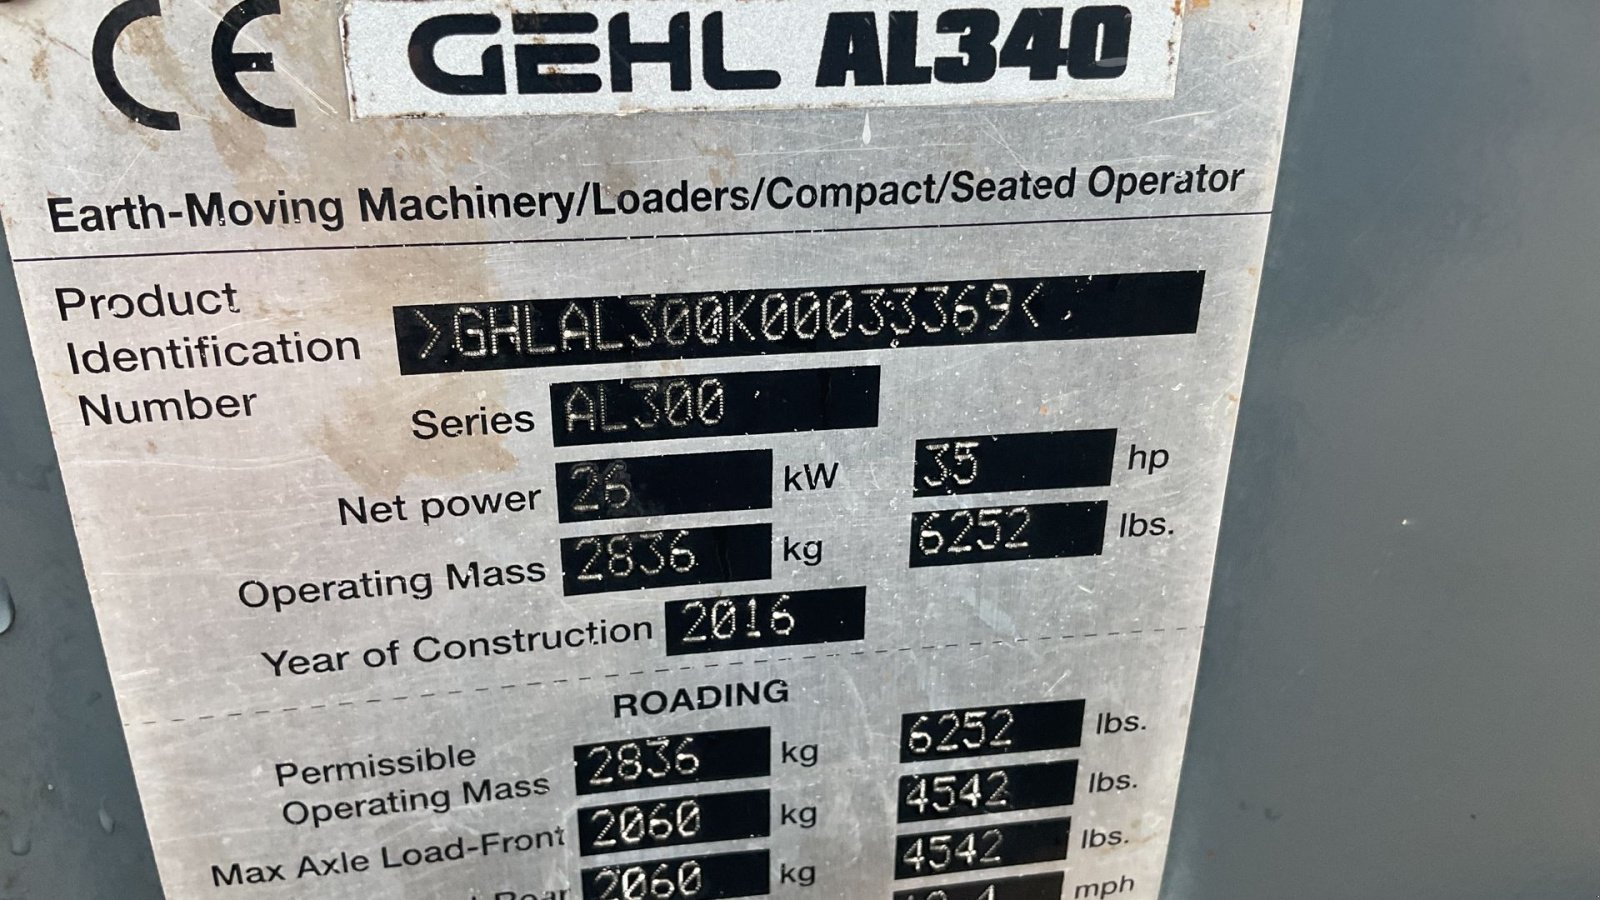 CE GEHL AL340
Earth-Moving Machinery/Loaders/Compact/Seated Operator
Product Identification Number >GHLAL300K00033369<
Series AL300
Net power 26 kW 35 hp
Operating Mass 2836 kg 6252 lbs.
Year of Construction 2016
ROADING
Permissible Operating Mass 2836 kg 6252 lbs.
Max Axle Load-Front 2060 kg 4542 lbs.
Rear 2060 kg 4542 lbs.
mph